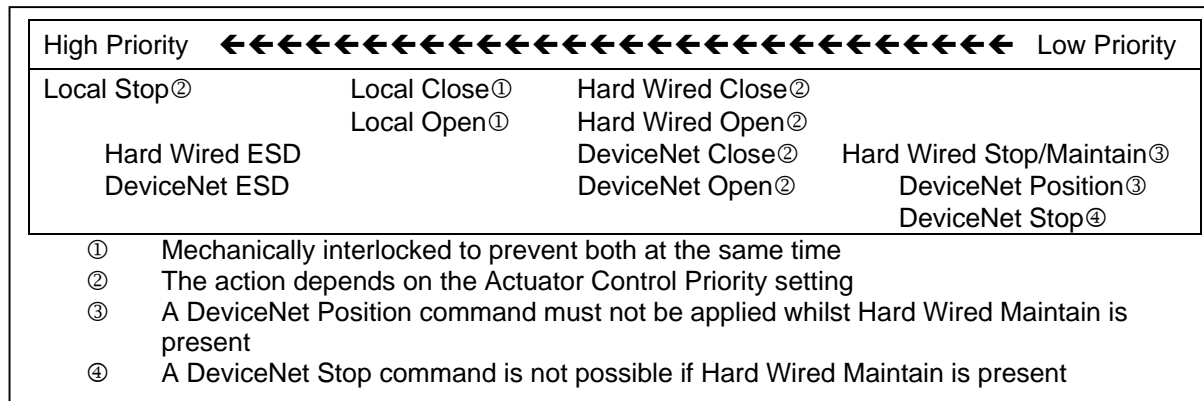 High Priority 🡨🡨🡨🡨🡨🡨🡨🡨🡨🡨🡨🡨🡨🡨🡨🡨🡨🡨🡨🡨🡨🡨🡨🡨🡨🡨🡨🡨 Low Priority
Local Stop② Local Close① Hard Wired Close②
Local Open① Hard Wired Open②
Hard Wired ESD DeviceNet Close② Hard Wired Stop/Maintain③
DeviceNet ESD DeviceNet Open② DeviceNet Position③
DeviceNet Stop④
① Mechanically interlocked to prevent both at the same time
② The action depends on the Actuator Control Priority setting
③ A DeviceNet Position command must not be applied whilst Hard Wired Maintain is
present
④ A DeviceNet Stop command is not possible if Hard Wired Maintain is present